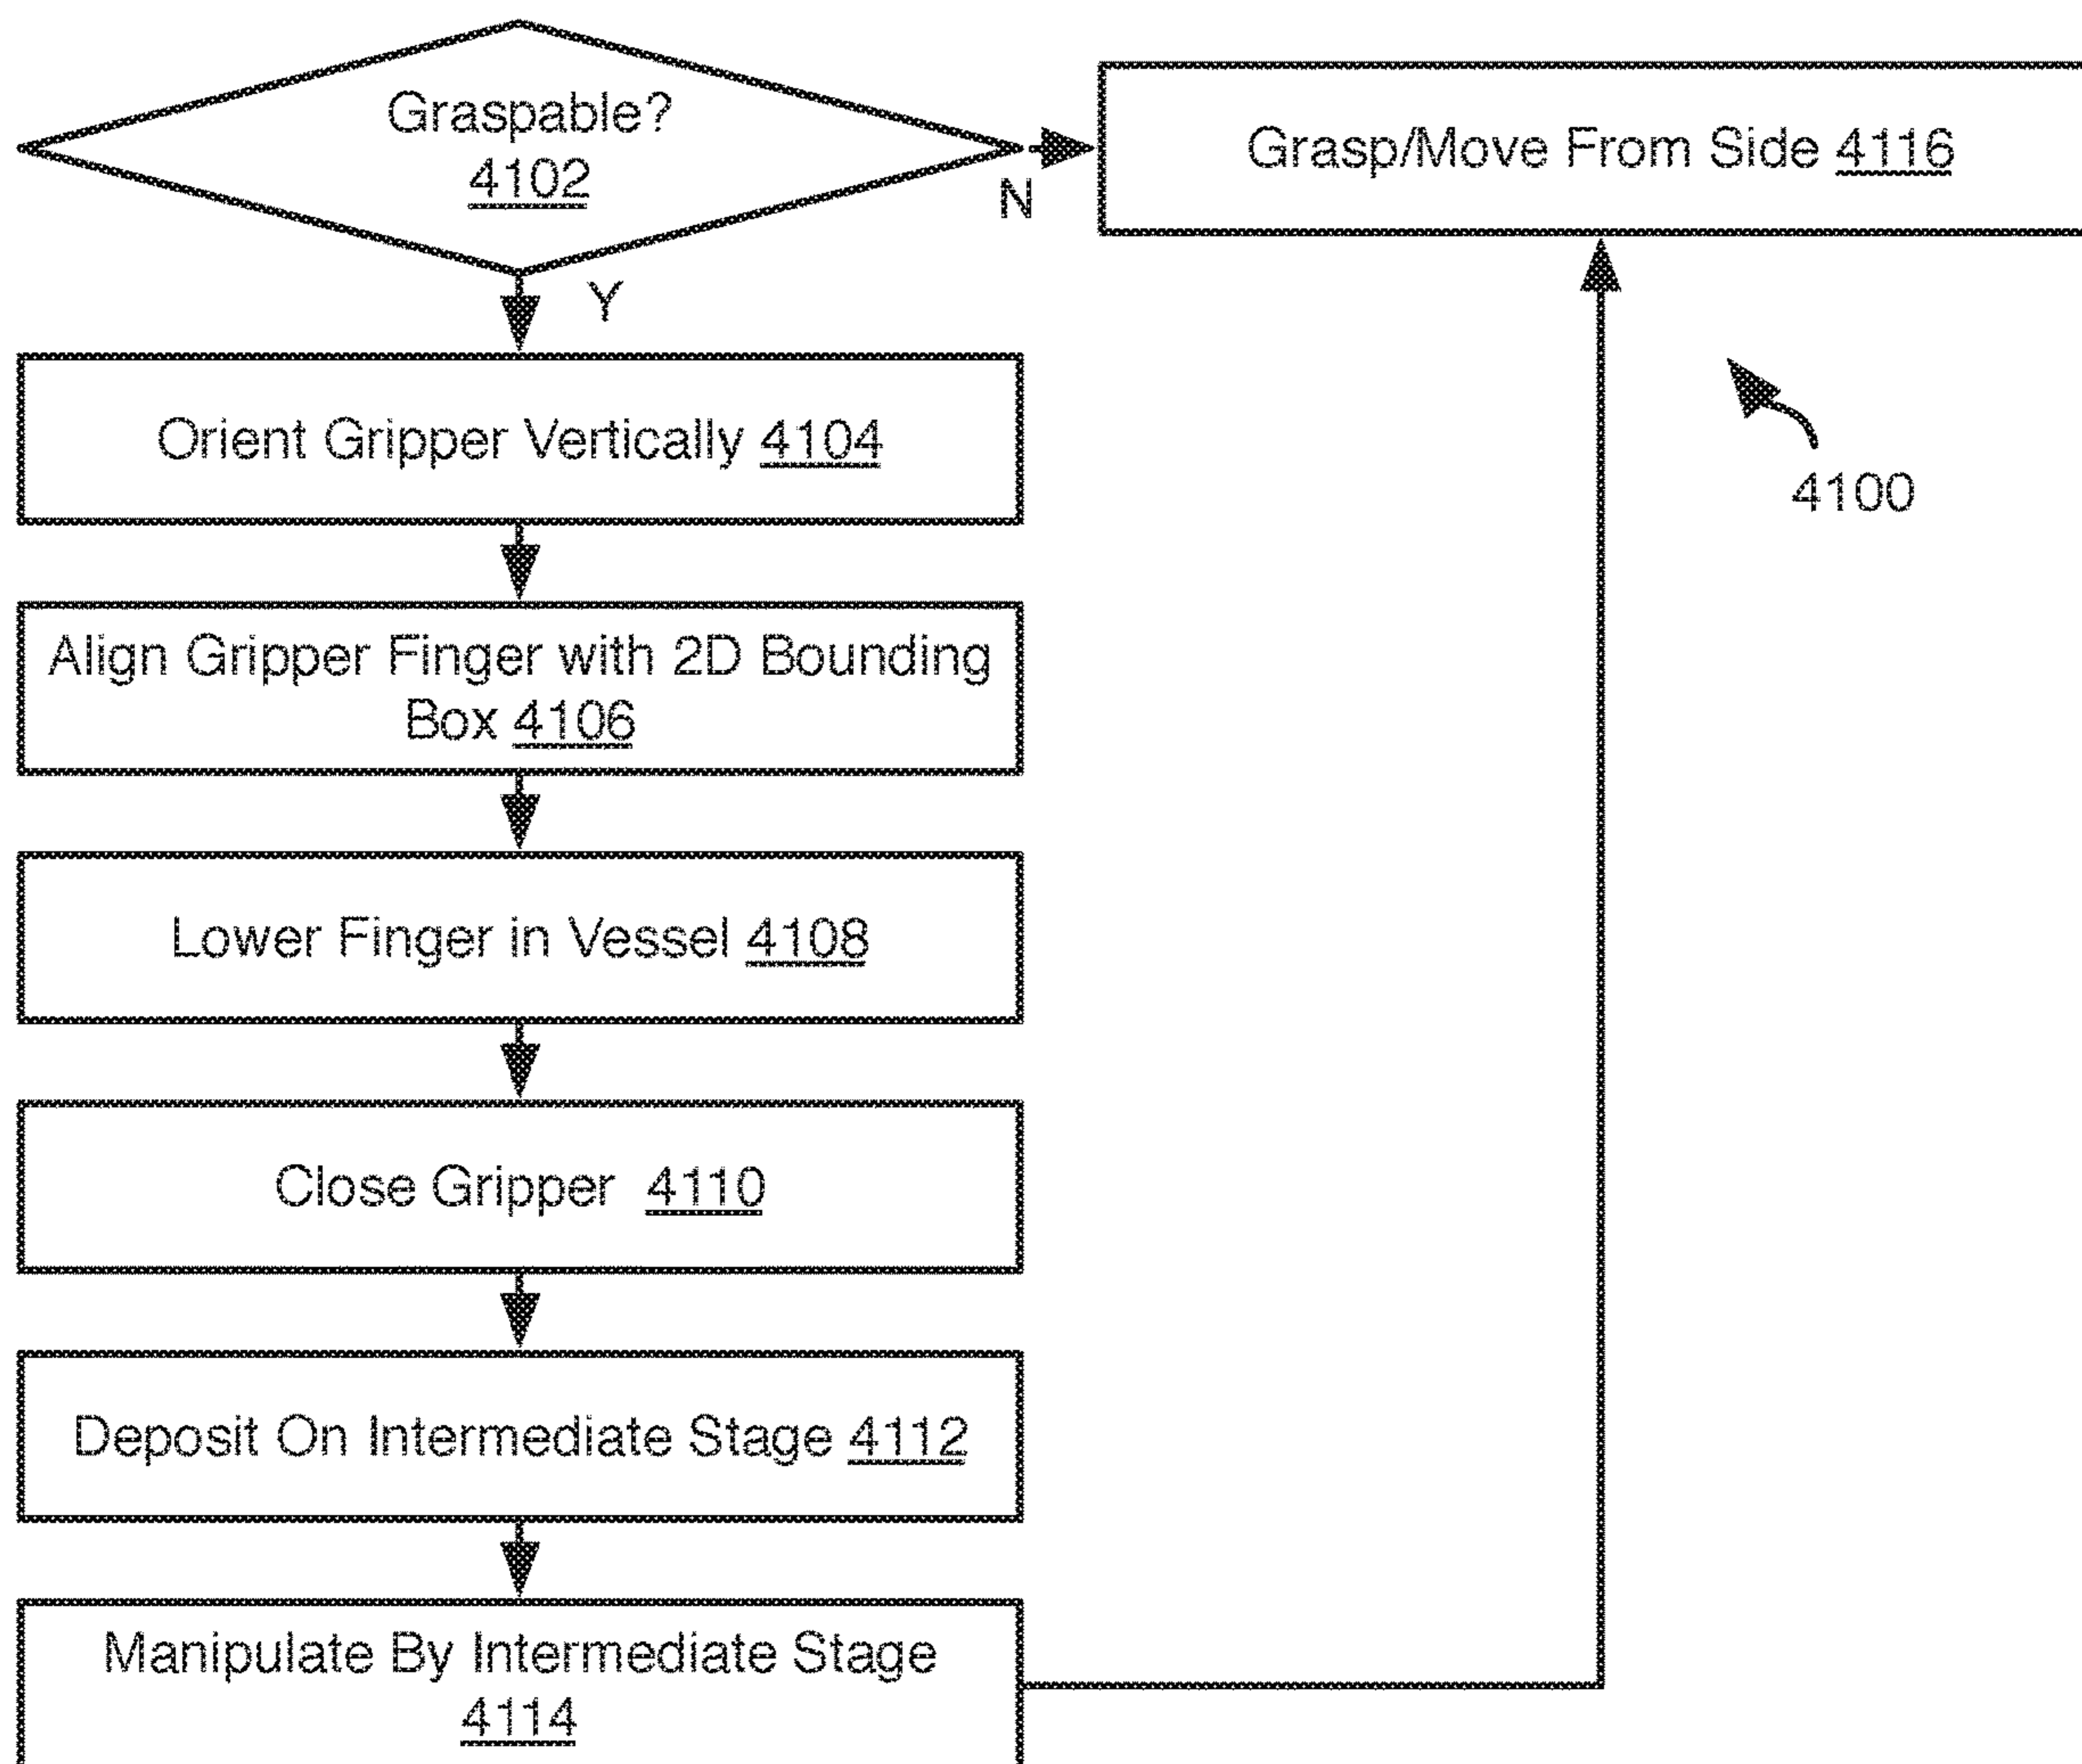 Graspable?
4102
N
Y
Grasp/Move From Side 4116
Orient Gripper Vertically 4104
4100
Align Gripper Finger with 2D Bounding
Box 4106
Lower Finger in Vessel 4108
Close Gripper 4110
Deposit On Intermediate Stage 4112
Manipulate By Intermediate Stage
4114